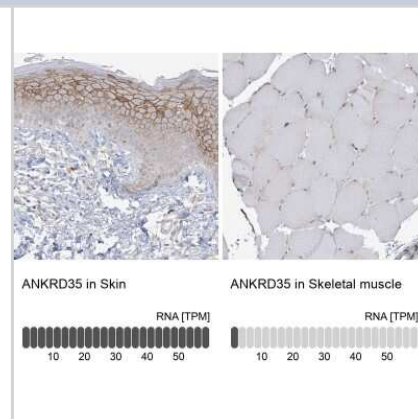 ANKRD35 in Skin
RNA [TPM]
10 20 30 40 50
ANKRD35 in Skeletal muscle
RNA [TPM]
10 20 30 40 50